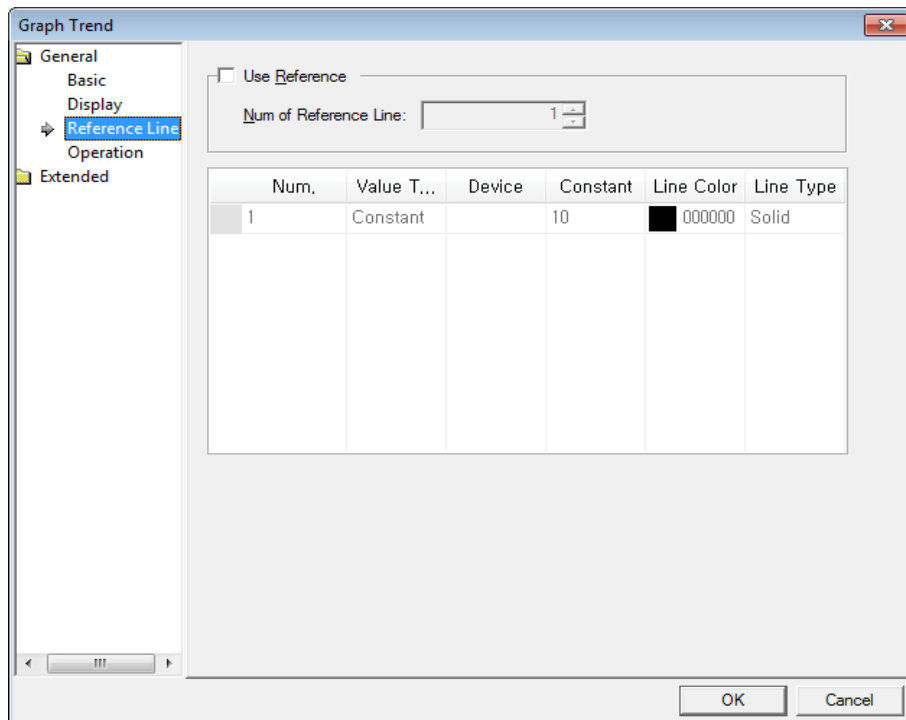 Graph Trend
General
Basic
Display
Reference Line
Operation
Extended
Use Reference
Num of Reference Line: 1
Num. Value T... Device Constant Line Color Line Type
1 Constant 10 000000 Solid
OK Cancel